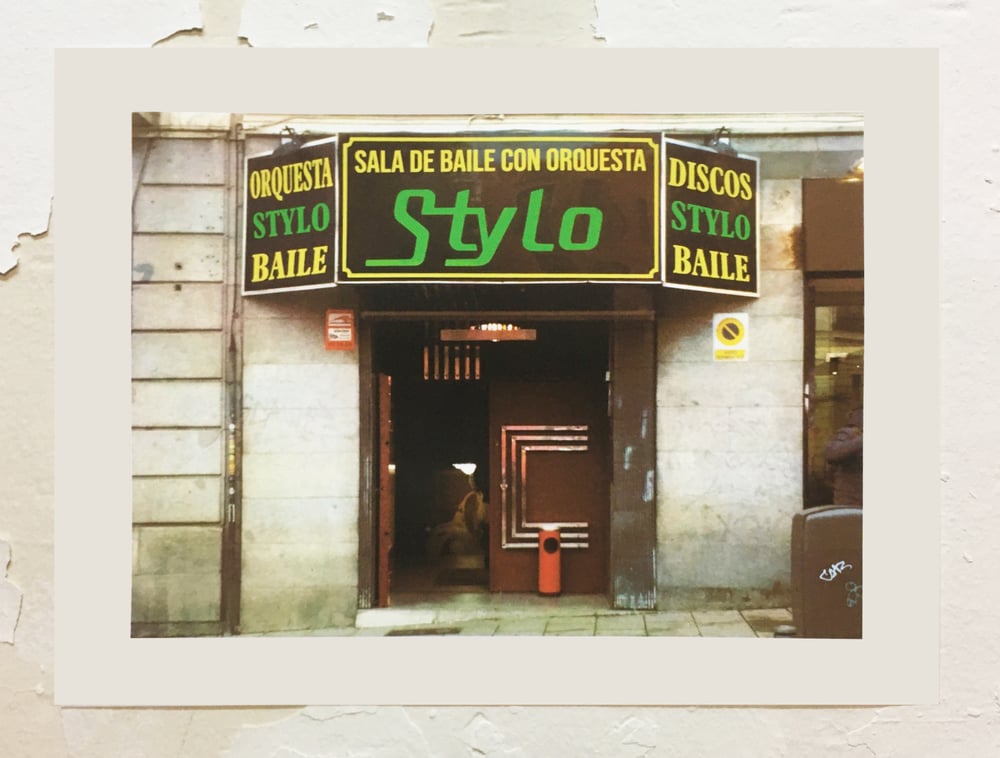 ORQUESTA
STYLO
BAILE
SALA DE BAILE CON ORQUESTA
Stylo
DISCOS
STYLO
BAILE